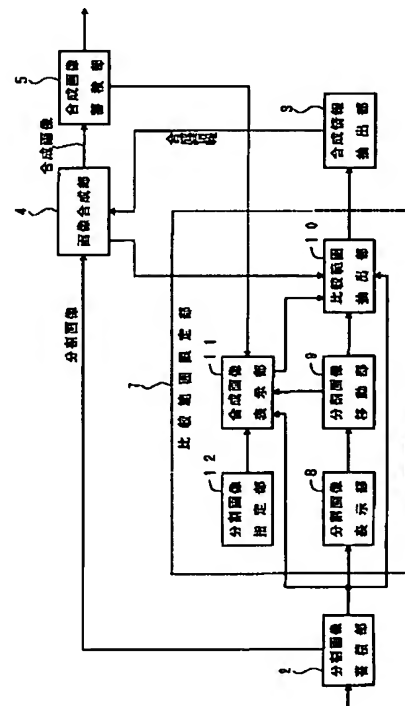 分割画像
蓄積部
2
分割画像
7
比較範囲限定部
分割画像
指定部
12
分割画像
表示部
8
合成画像
表示部
11
分割画像
移動部
9
比較範囲
抽出部
10
画像合成部
4
合成画像
合成画像
蓄積部
5
合成情報
合成情報
抽出部
3